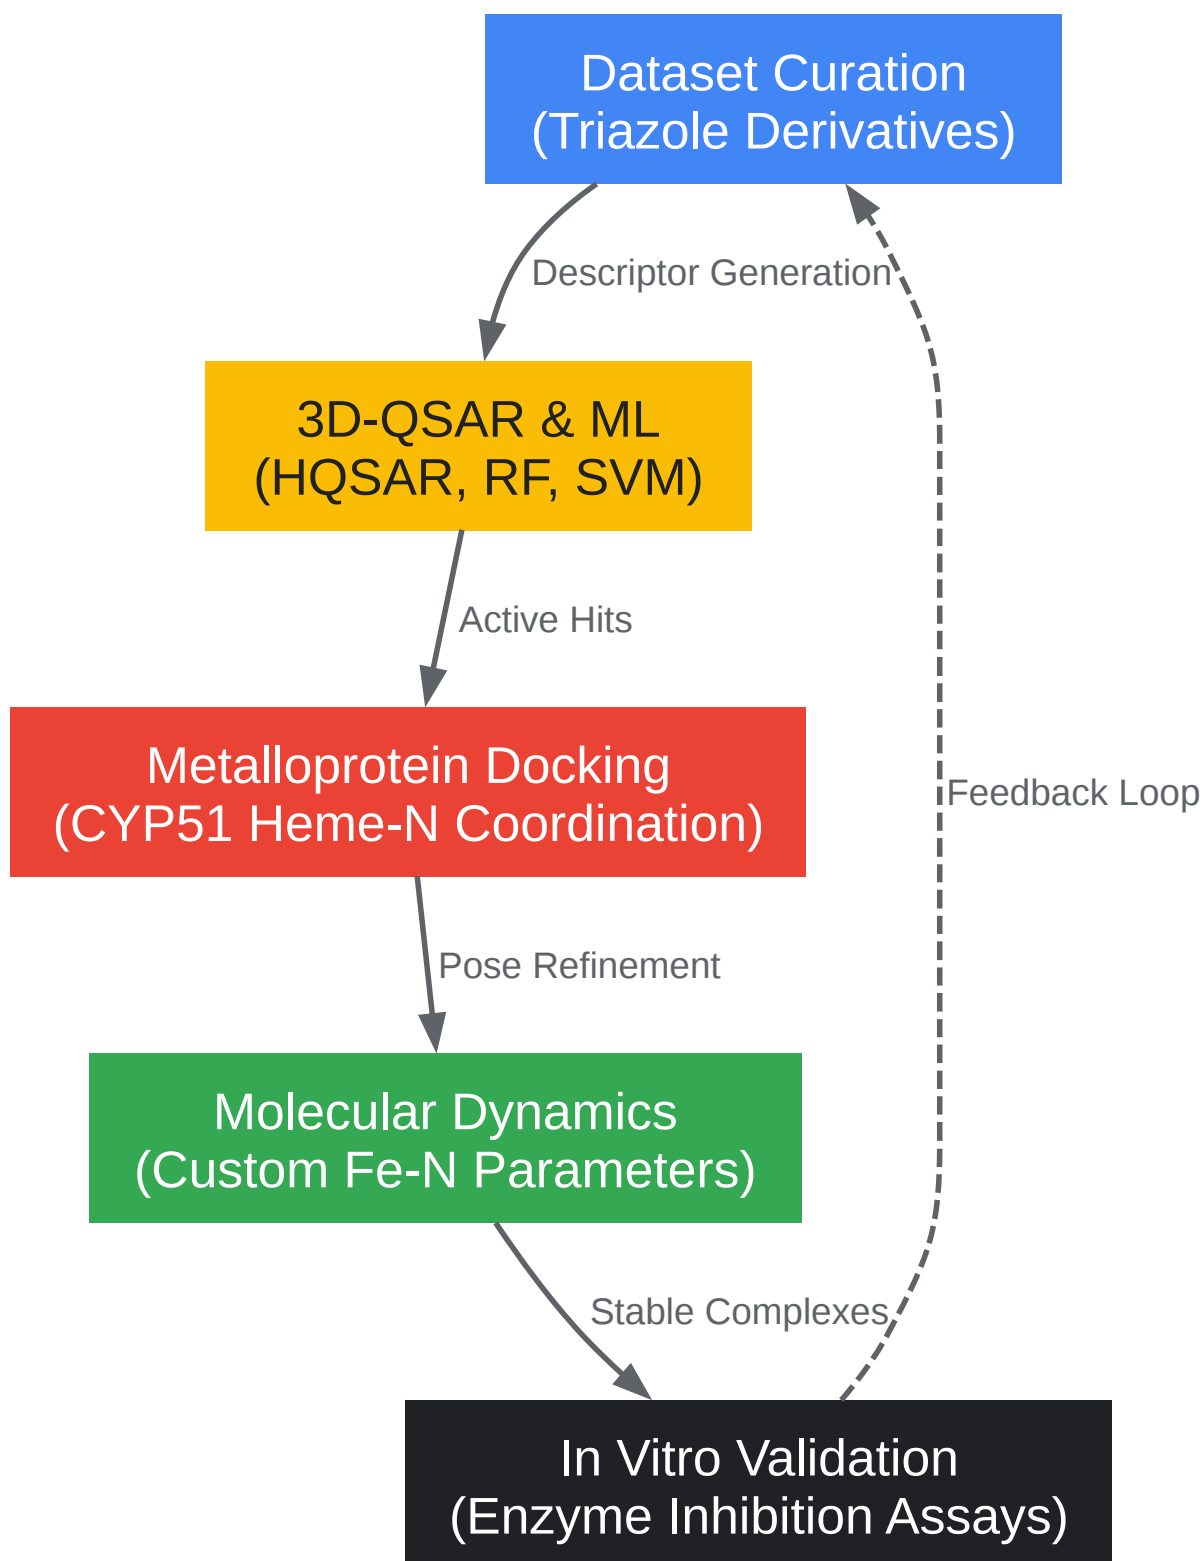 Dataset Curation
(Triazole Derivatives)
Descriptor Generation
3D-QSAR & ML
(HQSAR, RF, SVM)
Active Hits
Metalloprotein Docking
(CYP51 Heme-N Coordination)
Feedback Loop
Pose Refinement
Molecular Dynamics
(Custom Fe-N Parameters)
Stable Complexes
In Vitro Validation
(Enzyme Inhibition Assays)